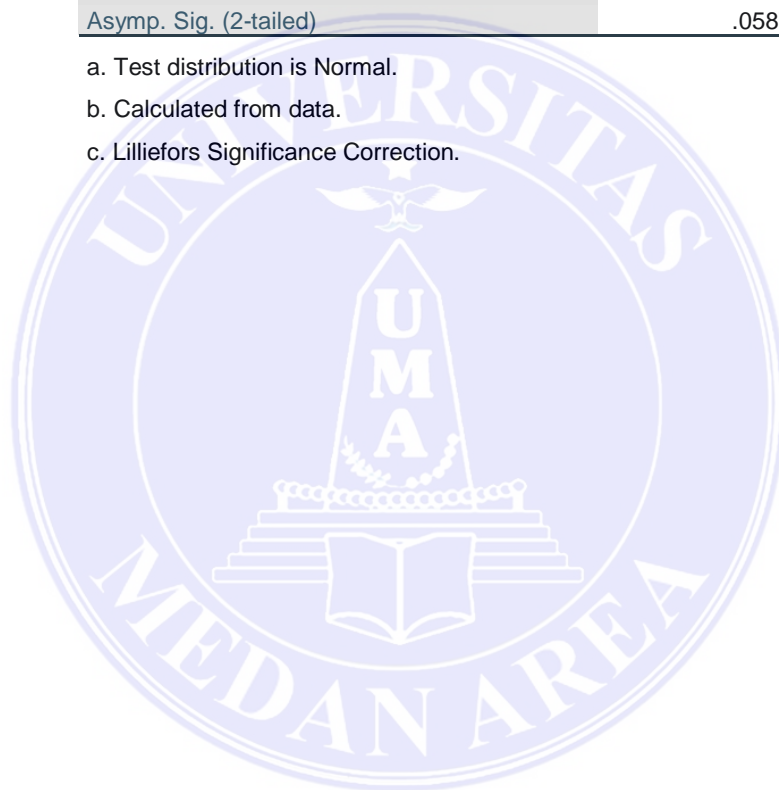 Asymp. Sig. (2-tailed) .058
a. Test distribution is Normal.
b. Calculated from data.
c. Lilliefors Significance Correction.
UNIVERSITAS
U
M
A
MEDAN AREA